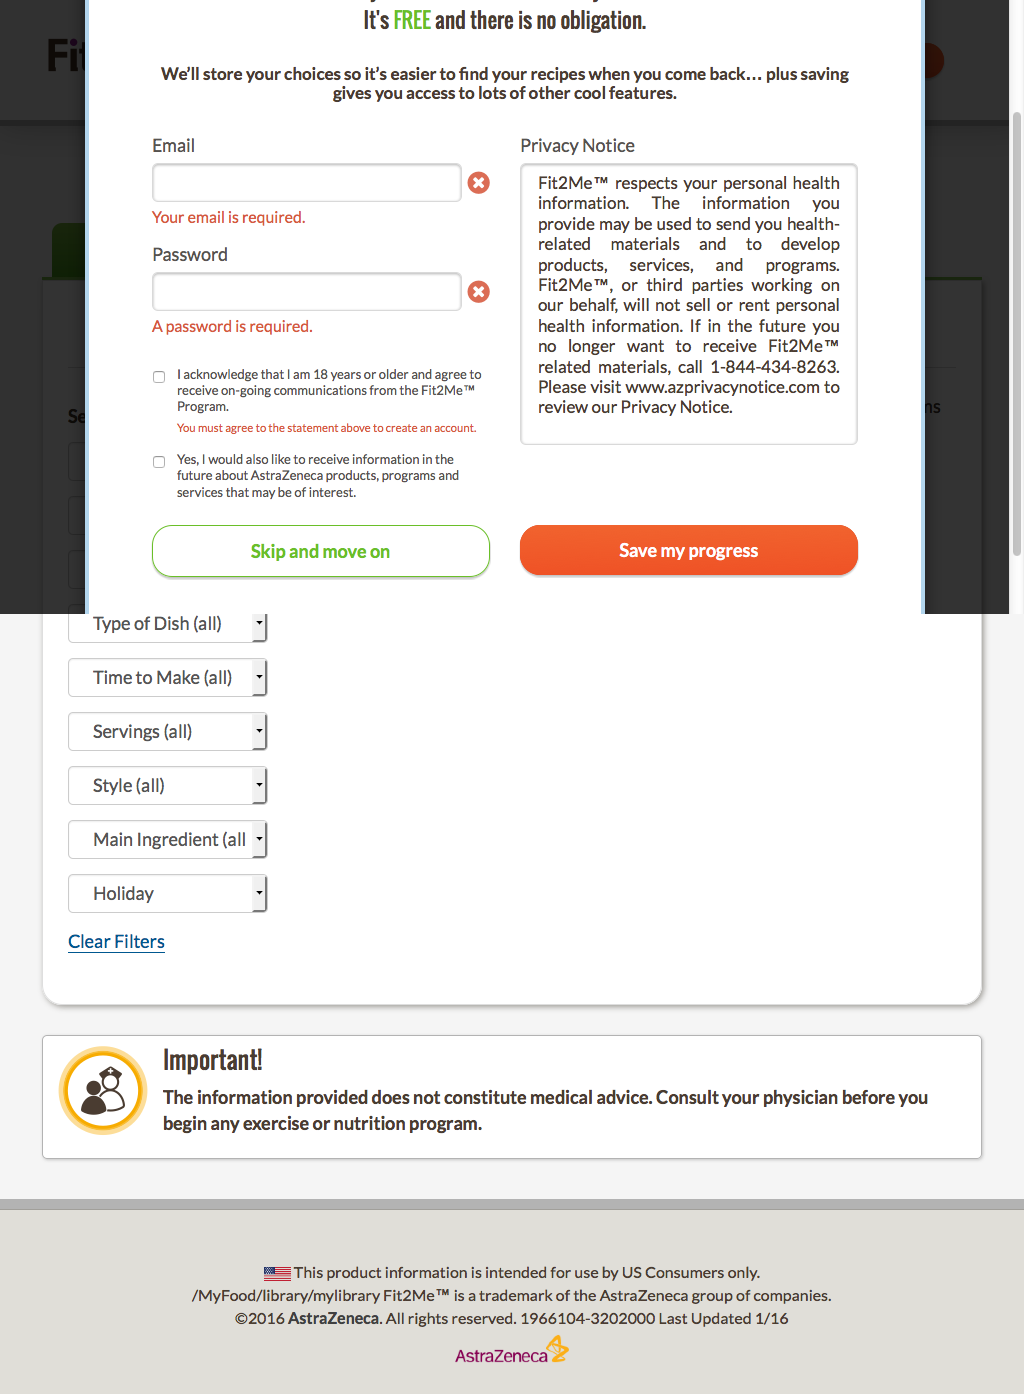 It's FREE and there is no obligation.
Fit
We'll store your choices so it's easier to find your recipes when you come back... plus saving
gives you access to lots of other cool features.
Email
Your email is required.
Password
A password is required.
I acknowledge that I am 18 years or older and agree to
receive on-going communications from the Fit2Me™
Program.
You must agree to the statement above to create an account.
Yes, I would also like to receive information in the
future about AstraZeneca products, programs and
services that may be of interest.
Privacy Notice
Fit2Me™ respects your personal health
information. The information you
provide may be used to send you health-
related materials and to develop
products, services, and programs.
Fit2Me™, or third parties working on
our behalf, will not sell or rent personal
health information. If in the future you
no longer want to receive Fit2Me™
related materials, call 1-844-434-8263.
Please visit www.azprivacynotice.com to
review our Privacy Notice.
Skip and move on
Save my progress
Type of Dish (all)
Time to Make (all)
Servings (all)
Style (all)
Main Ingredient (all
Holiday
Clear Filters
Important!
The information provided does not constitute medical advice. Consult your physician before you
begin any exercise or nutrition program.
This product information is intended for use by US Consumers only.
/MyFood/library/mylibrary Fit2Me™ is a trademark of the AstraZeneca group of companies.
©2016 AstraZeneca. All rights reserved. 1966104-3202000 Last Updated 1/16
AstraZeneca